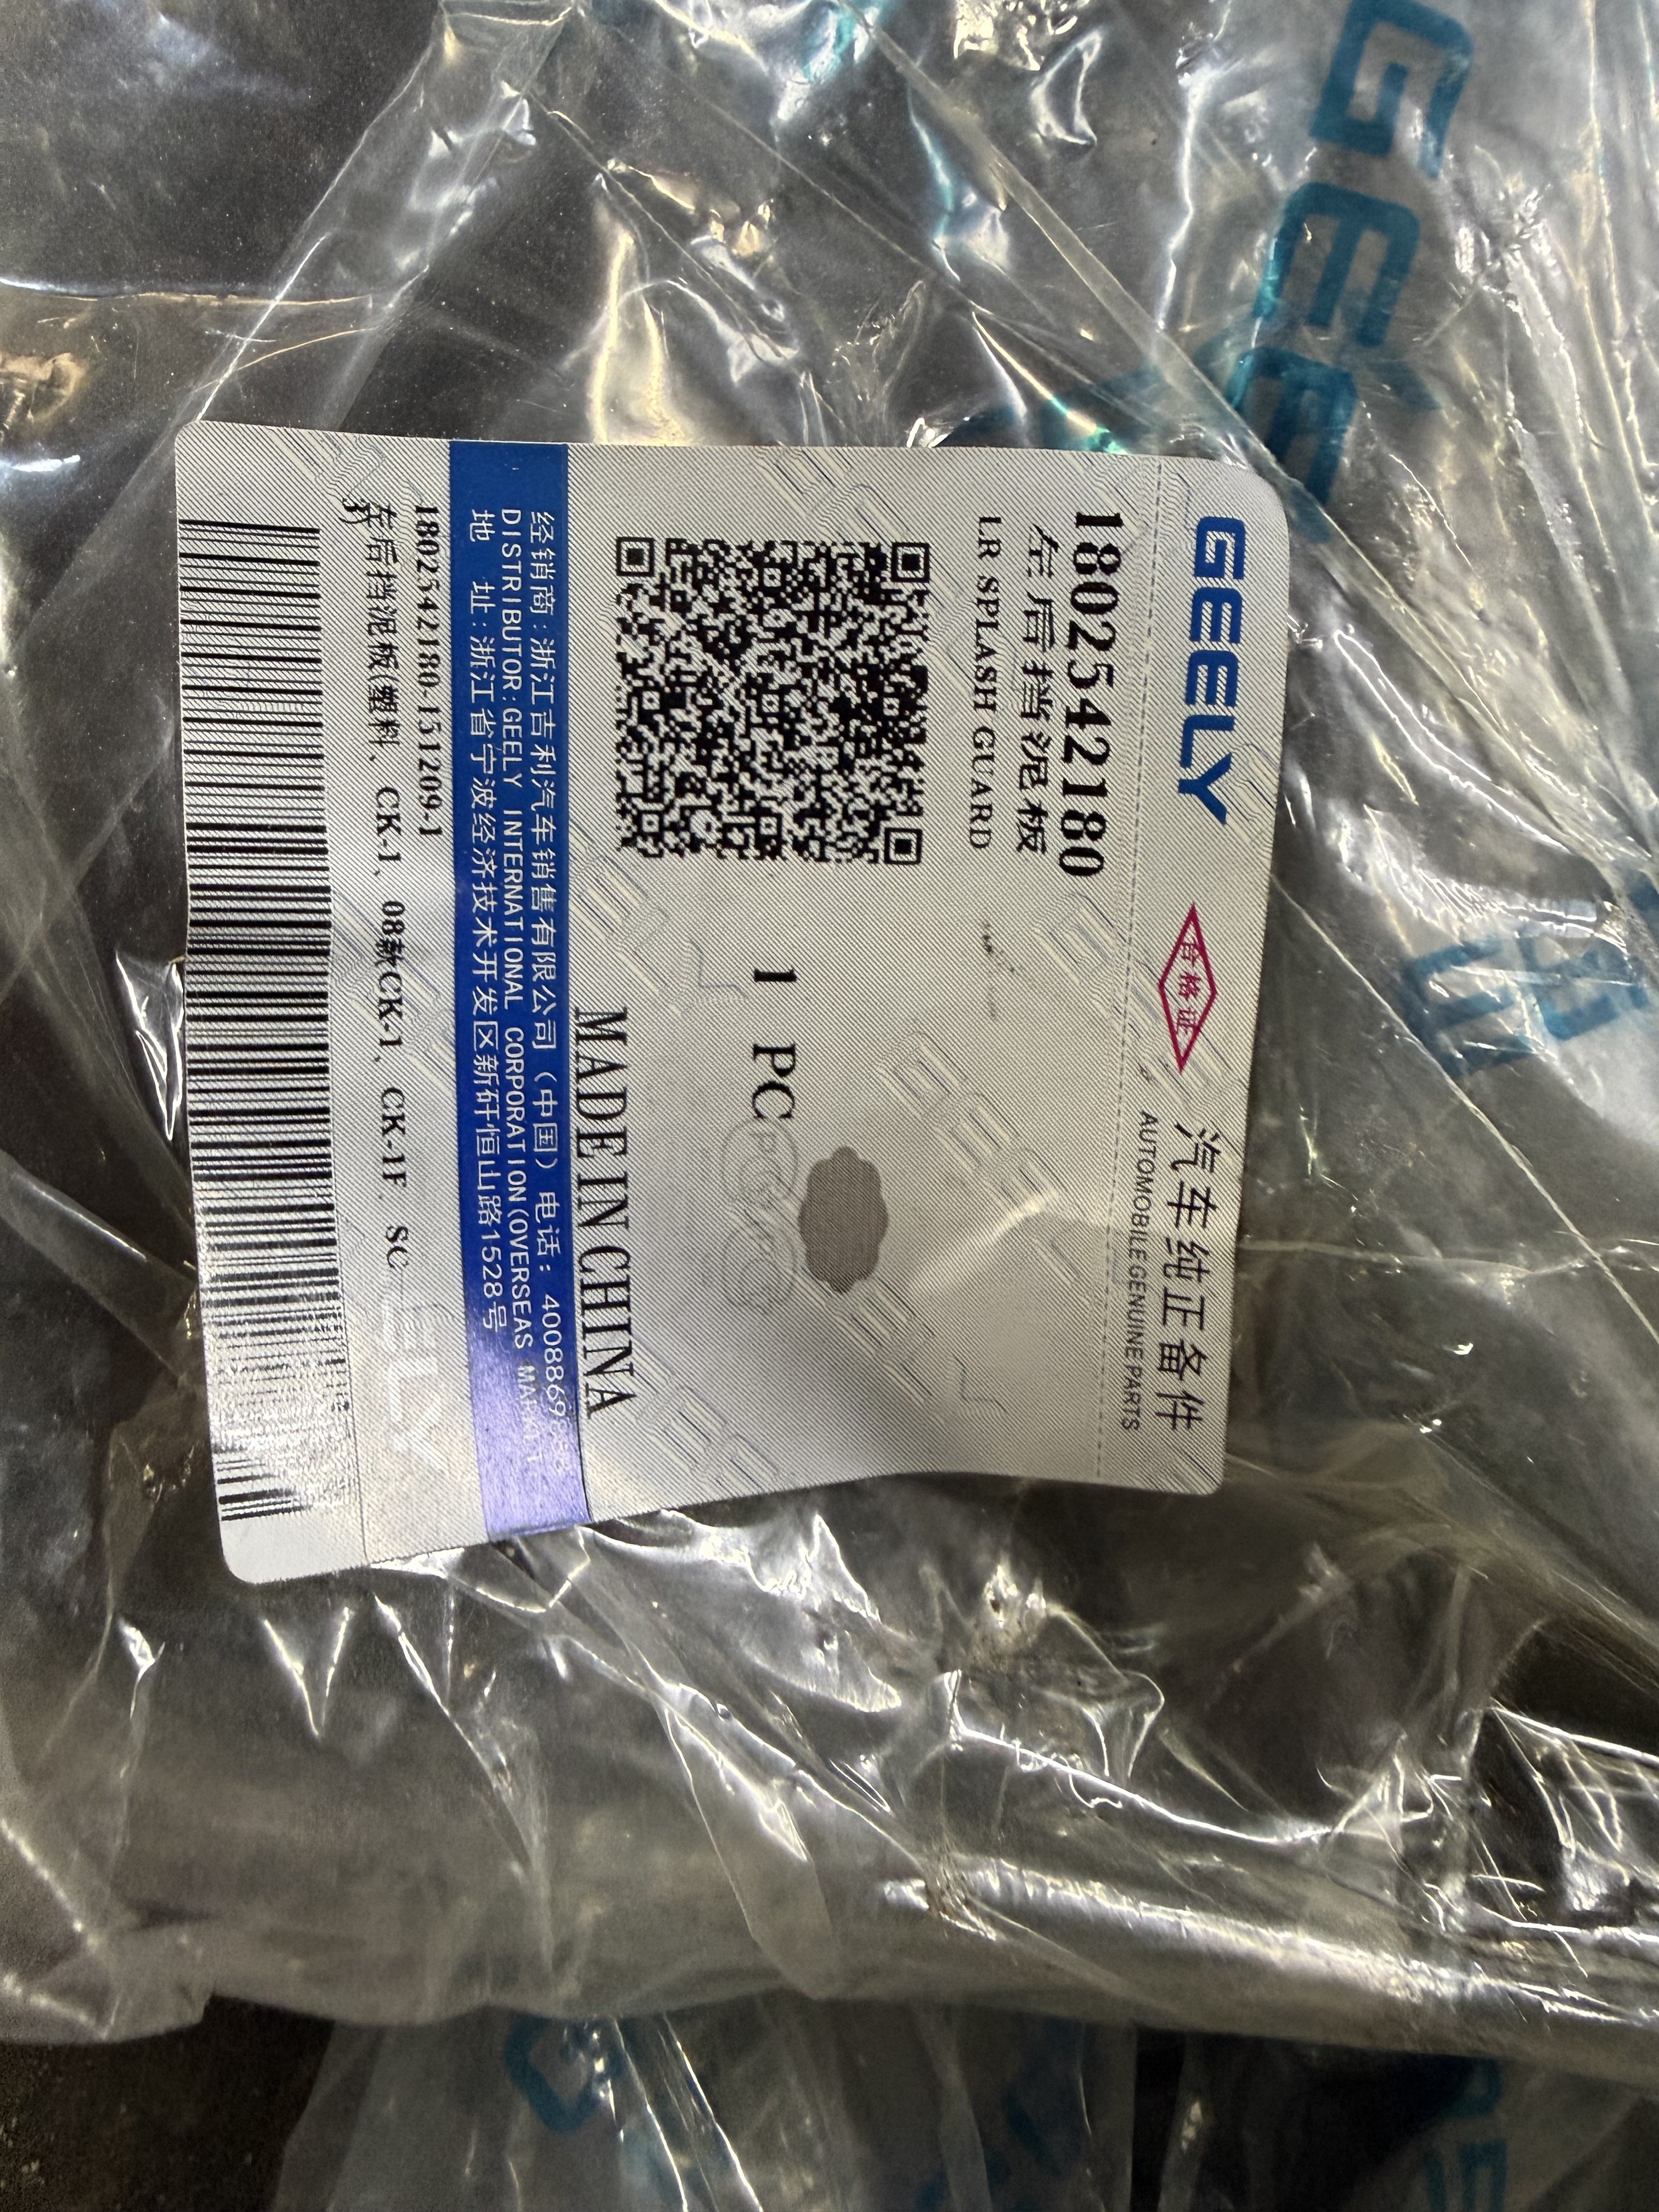 GEELY
合格证
汽车纯正备件
AUTOMOBILE GENUINE PARTS
1802542180
左后挡泥板
LR SPLASH GUARD
1 PC
MADE IN CHINA
经销商:浙江吉利汽车销售有限公司（中国）电话: 4008869
DISTRIBUTOR:GEELY INTERNATIONAL CORPORATION(OVERSEAS
地 址:浙江省宁波经济技术开发区新矸恒山路1528号
1802542180-151209-1
左后挡泥板(塑料、CK-1、08款CK-1、CK-1F、SC
GEELY